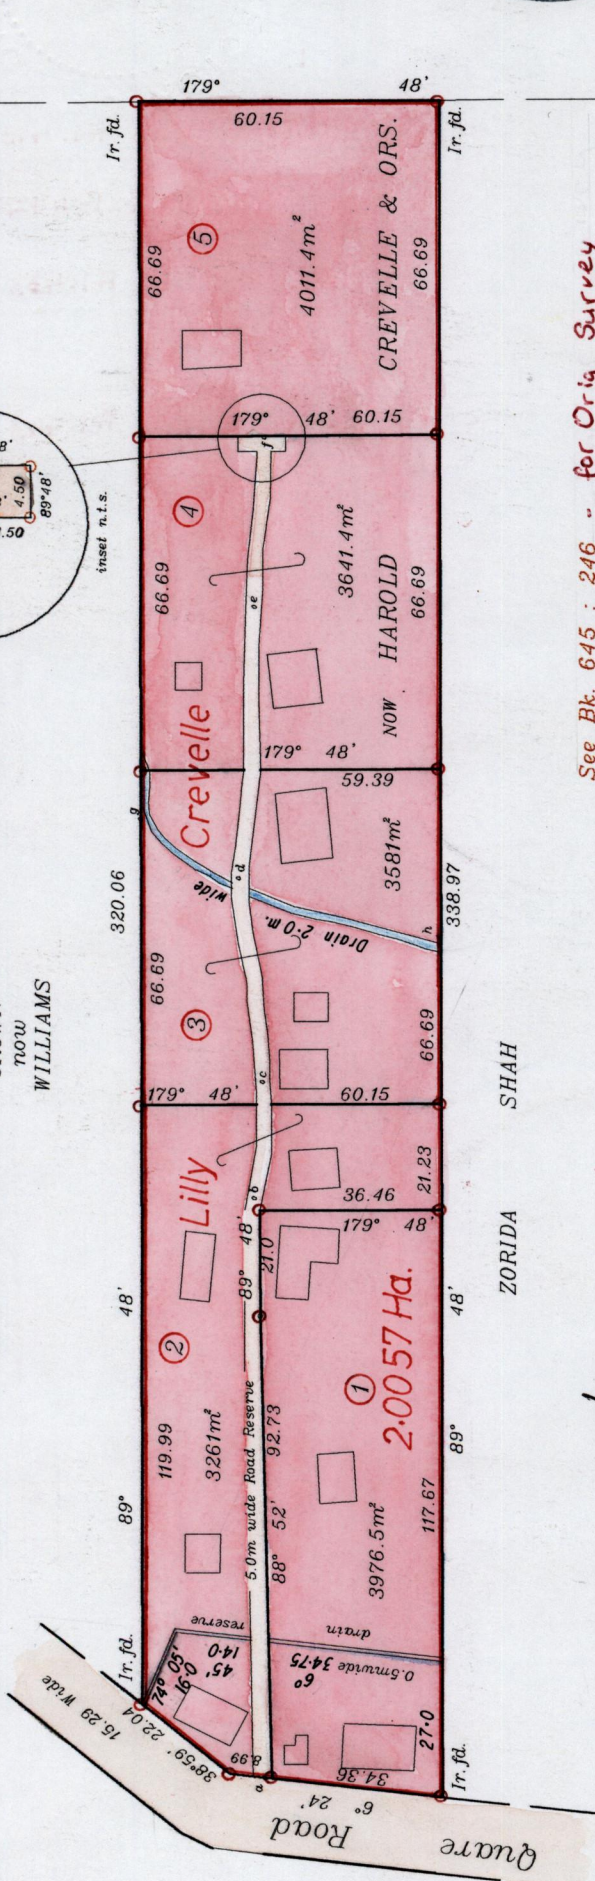 179° 48'
60.15
Ir. fd.
Ir. fd.
5
66.69
4011.4m²
CREVELLE & ORS.
66.69
See Bk. 645 : 246 - for Orig Survey
179° 48' 60.15
f
8'
4.50
89°48'
.50
inset n.t.s.
4
66.69
e
3641.4m²
NOW HAROLD
66.69
Crevelle
179° 48'
59.39
g
d
3581m²
Drain 2·0 m. wide
h
320.06
338.97
66.69
3
66.69
now
WILLIAMS
c
179° 48' 60.15
ZORIDA SHAH
Lilly
b
21.23
36.46
179° 48'
89° 48'
21.0
2
1
2·0057 Ha.
89° 48'
89° 48'
119.99
3261m²
5.0m wide Road Reserve
92.73
88° 52'
3976.5m²
117.67
reserve
drain
0.5mwide
34·75
6° 45'
14·0
74° 05'
16·0
Ir. fd.
22.04
38°59'
15.29 Wide
8.99
a
34.36
27·0
6° 24'
Ir. fd.
Quare Road